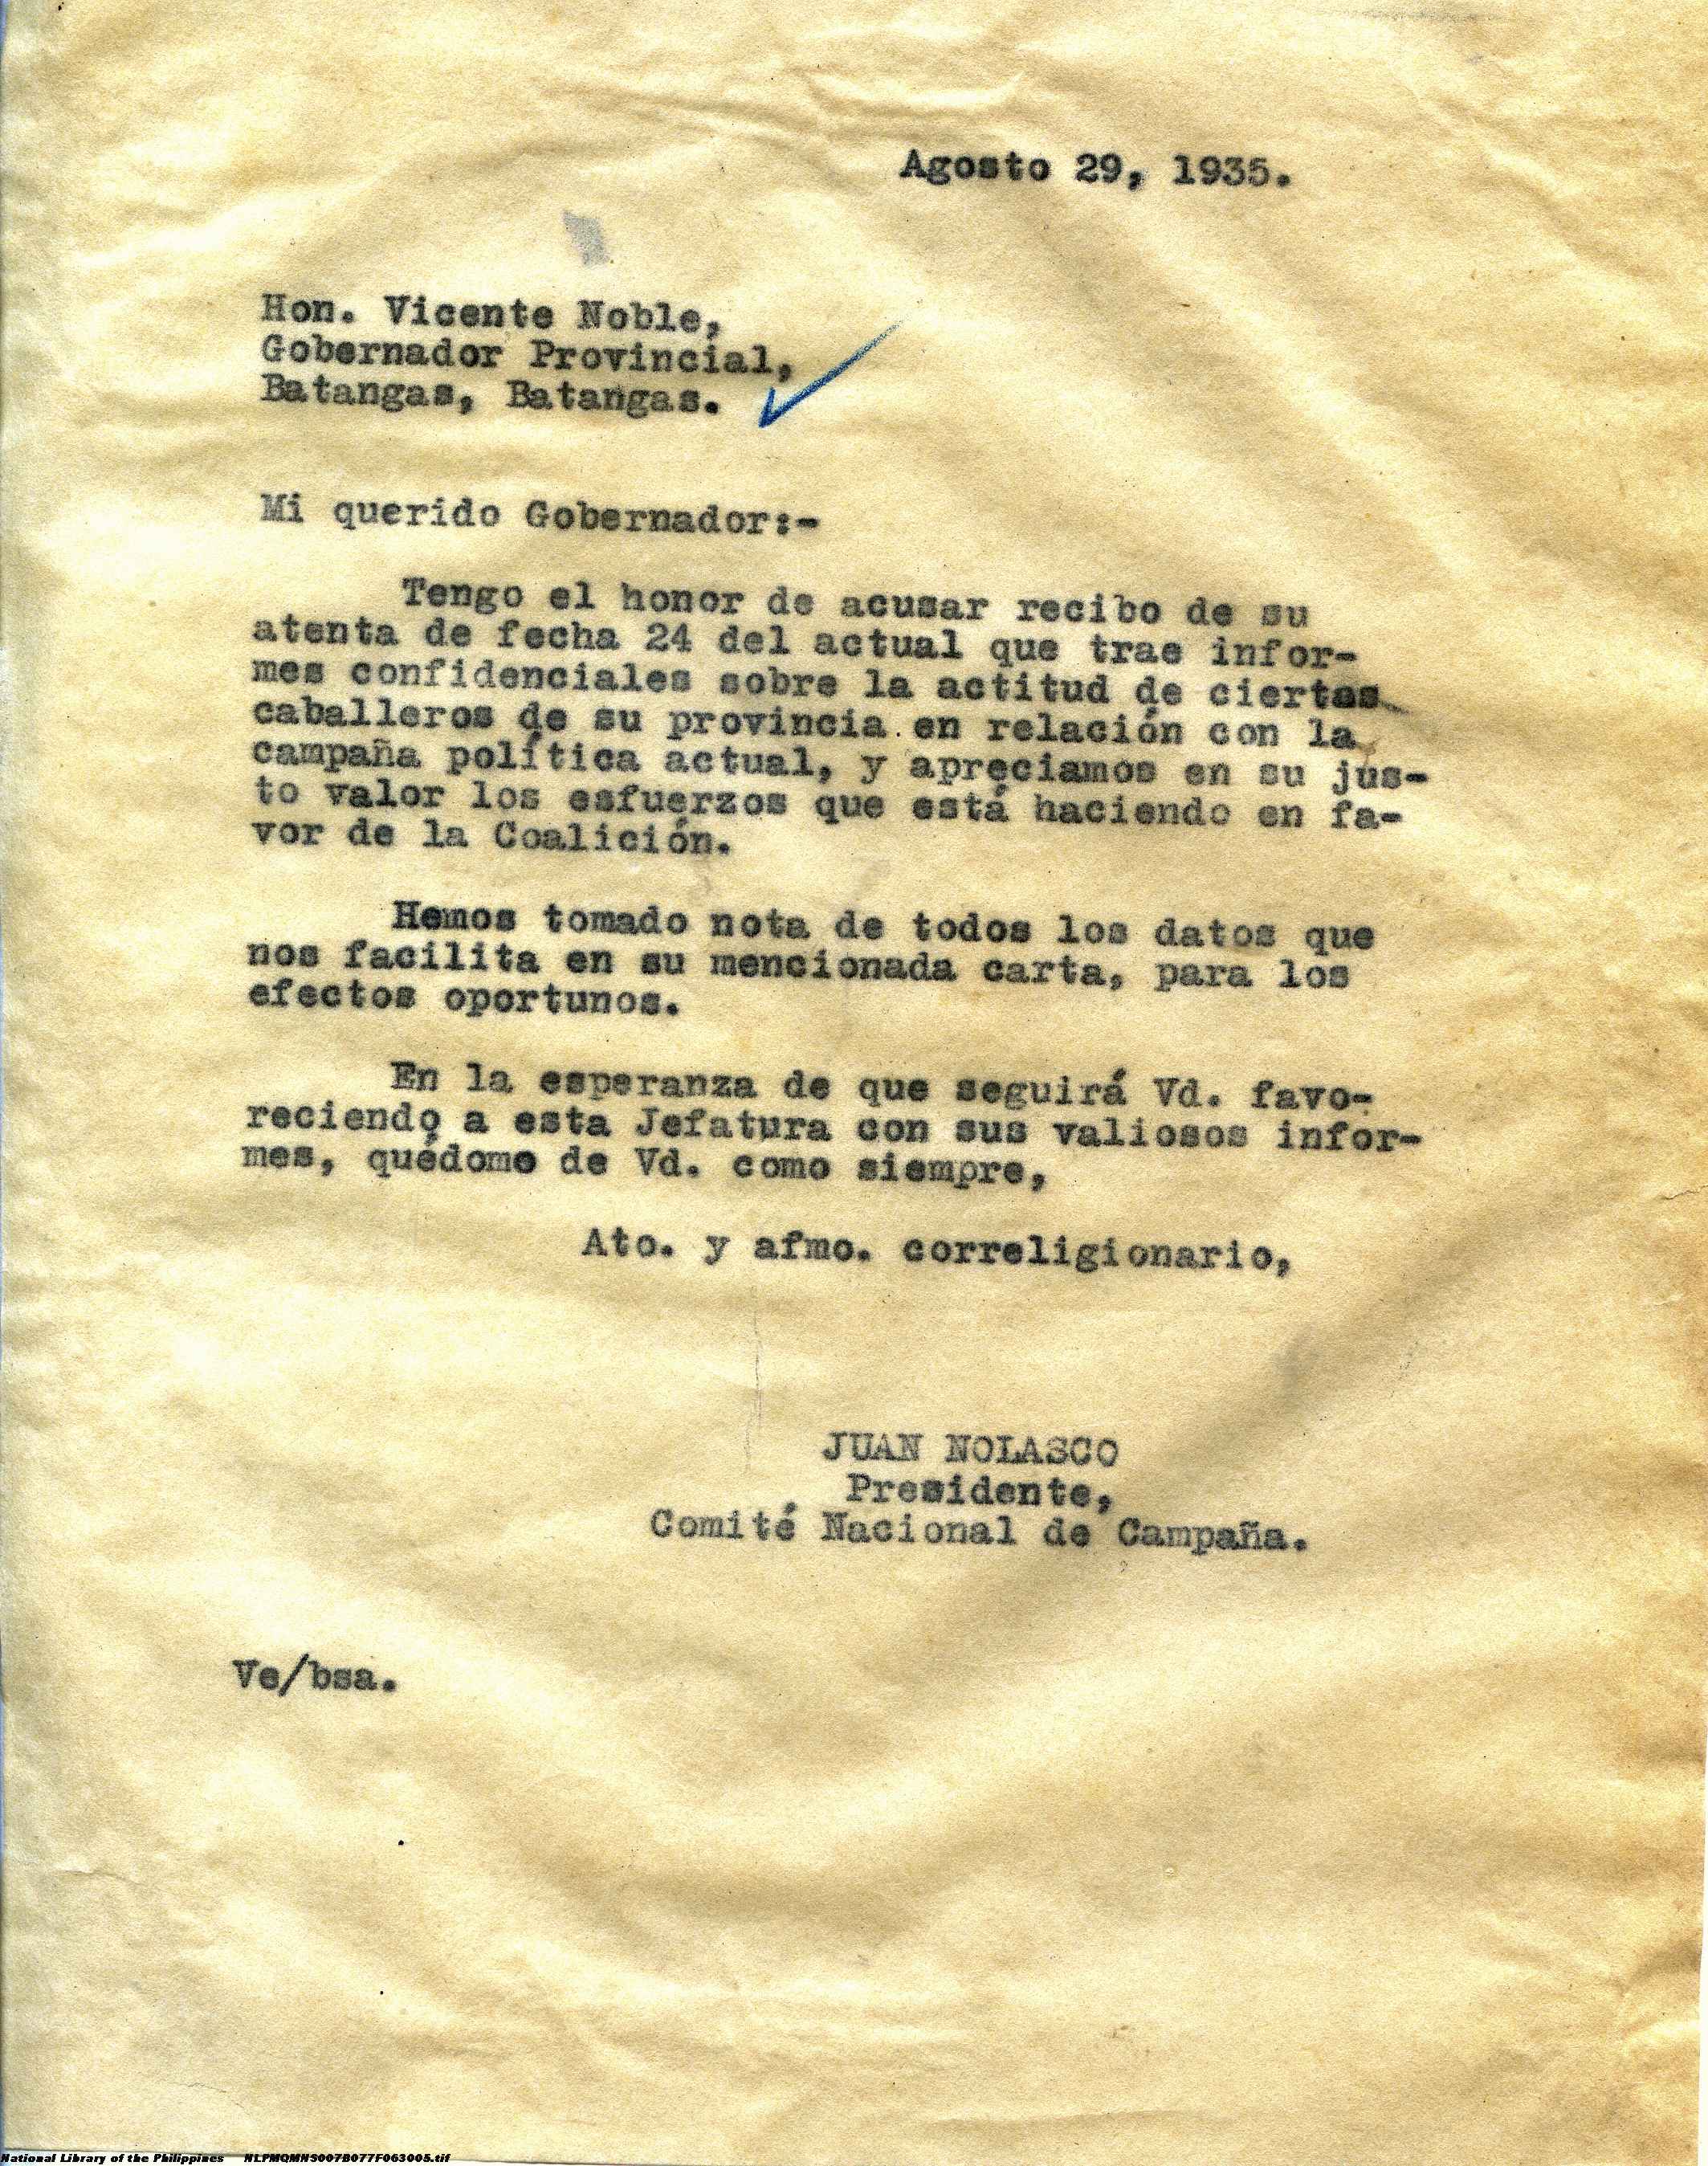 Agosto 29, 1935.
Hon. Vicente Noble,
Gobernador Provincial,
Batangas, Batangas.
Mi querido Gobernador:-
Tengo el honor de acusar recibo de su
atenta de fecha 24 del actual que trae infor-
mes confidenciales sobre la actitud de ciertos
caballeros de su provincia en relación con la
campaña política actual, y apreciamos en su jus-
to valor los esfuerzos que está haciendo en fa-
vor de la Coalición.
Hemos tomado nota de todos los datos que
nos facilita en su mencionada carta, para los
efectos oportunos.
En la esperanza de que seguirá Vd. favo-
reciendo a esta Jefatura con sus valiosos infor-
mes, quédome de Vd. como siempre,
Ato. y afmo. correligionario,
JUAN NOLASCO
Presidente,
Comité Nacional de Campaña.
Ve/bsa.
National Library of the Philippines NLPMQMNS007B077F063005.tif